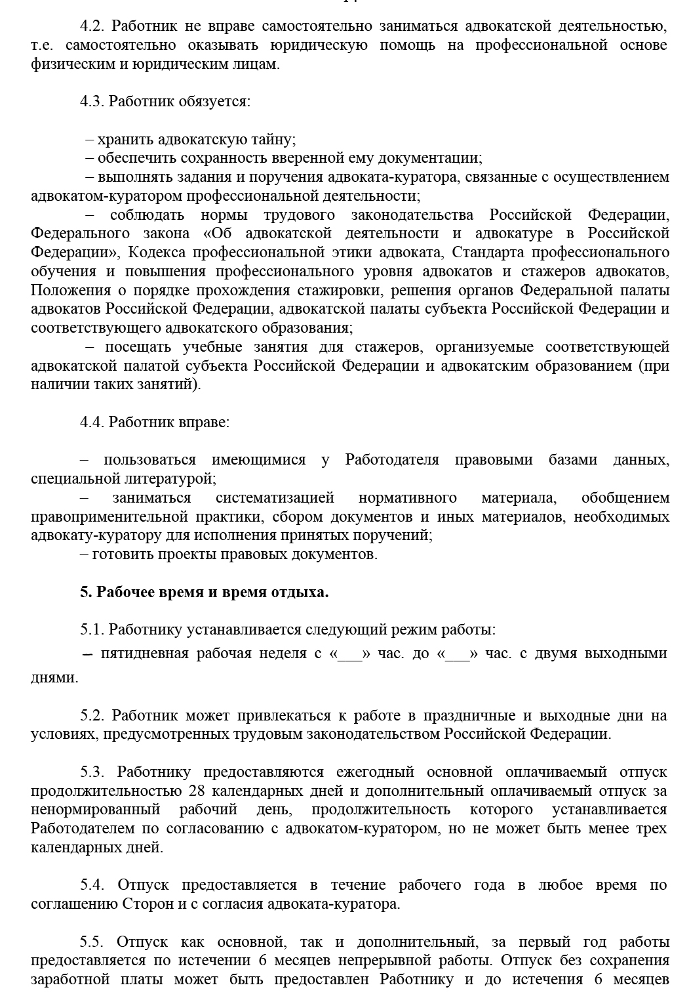 4.2. Работник не вправе самостоятельно заниматься адвокатской деятельностью,
т.е. самостоятельно оказывать юридическую помощь на профессиональной основе
физическим и юридическим лицам.
4.3. Работник обязуется:
– хранить адвокатскую тайну;
– обеспечить сохранность вверенной ему документации;
– выполнять задания и поручения адвоката-куратора, связанные с осуществлением
адвокатом-куратором профессиональной деятельности;
– соблюдать нормы трудового законодательства Российской Федерации,
Федерального закона «Об адвокатской деятельности и адвокатуре в Российской
Федерации», Кодекса профессиональной этики адвоката, Стандарта профессионального
обучения и повышения профессионального уровня адвокатов и стажеров адвокатов,
Положения о порядке прохождения стажировки, решения органов Федеральной палаты
адвокатов Российской Федерации, адвокатской палаты субъекта Российской Федерации и
соответствующего адвокатского образования;
– посещать учебные занятия для стажеров, организуемые соответствующей
адвокатской палатой субъекта Российской Федерации и адвокатским образованием (при
наличии таких занятий).
4.4. Работник вправе:
– пользоваться имеющимися у Работодателя правовыми базами данных,
специальной литературой;
– заниматься систематизацией нормативного материала, обобщением
правоприменительной практики, сбором документов и иных материалов, необходимых
адвокату-куратору для исполнения принятых поручений;
– готовить проекты правовых документов.
5. Рабочее время и время отдыха.
5.1. Работнику устанавливается следующий режим работы:
– пятидневная рабочая неделя с «___» час. до «___» час. с двумя выходными
днями.
5.2. Работник может привлекаться к работе в праздничные и выходные дни на
условиях, предусмотренных трудовым законодательством Российской Федерации.
5.3. Работнику предоставляются ежегодный основной оплачиваемый отпуск
продолжительностью 28 календарных дней и дополнительный оплачиваемый отпуск за
ненормированный рабочий день, продолжительность которого устанавливается
Работодателем по согласованию с адвокатом-куратором, но не может быть менее трех
календарных дней.
5.4. Отпуск предоставляется в течение рабочего года в любое время по
соглашению Сторон и с согласия адвоката-куратора.
5.5. Отпуск как основной, так и дополнительный, за первый год работы
предоставляется по истечении 6 месяцев непрерывной работы. Отпуск без сохранения
заработной платы может быть предоставлен Работнику и до истечения 6 месяцев